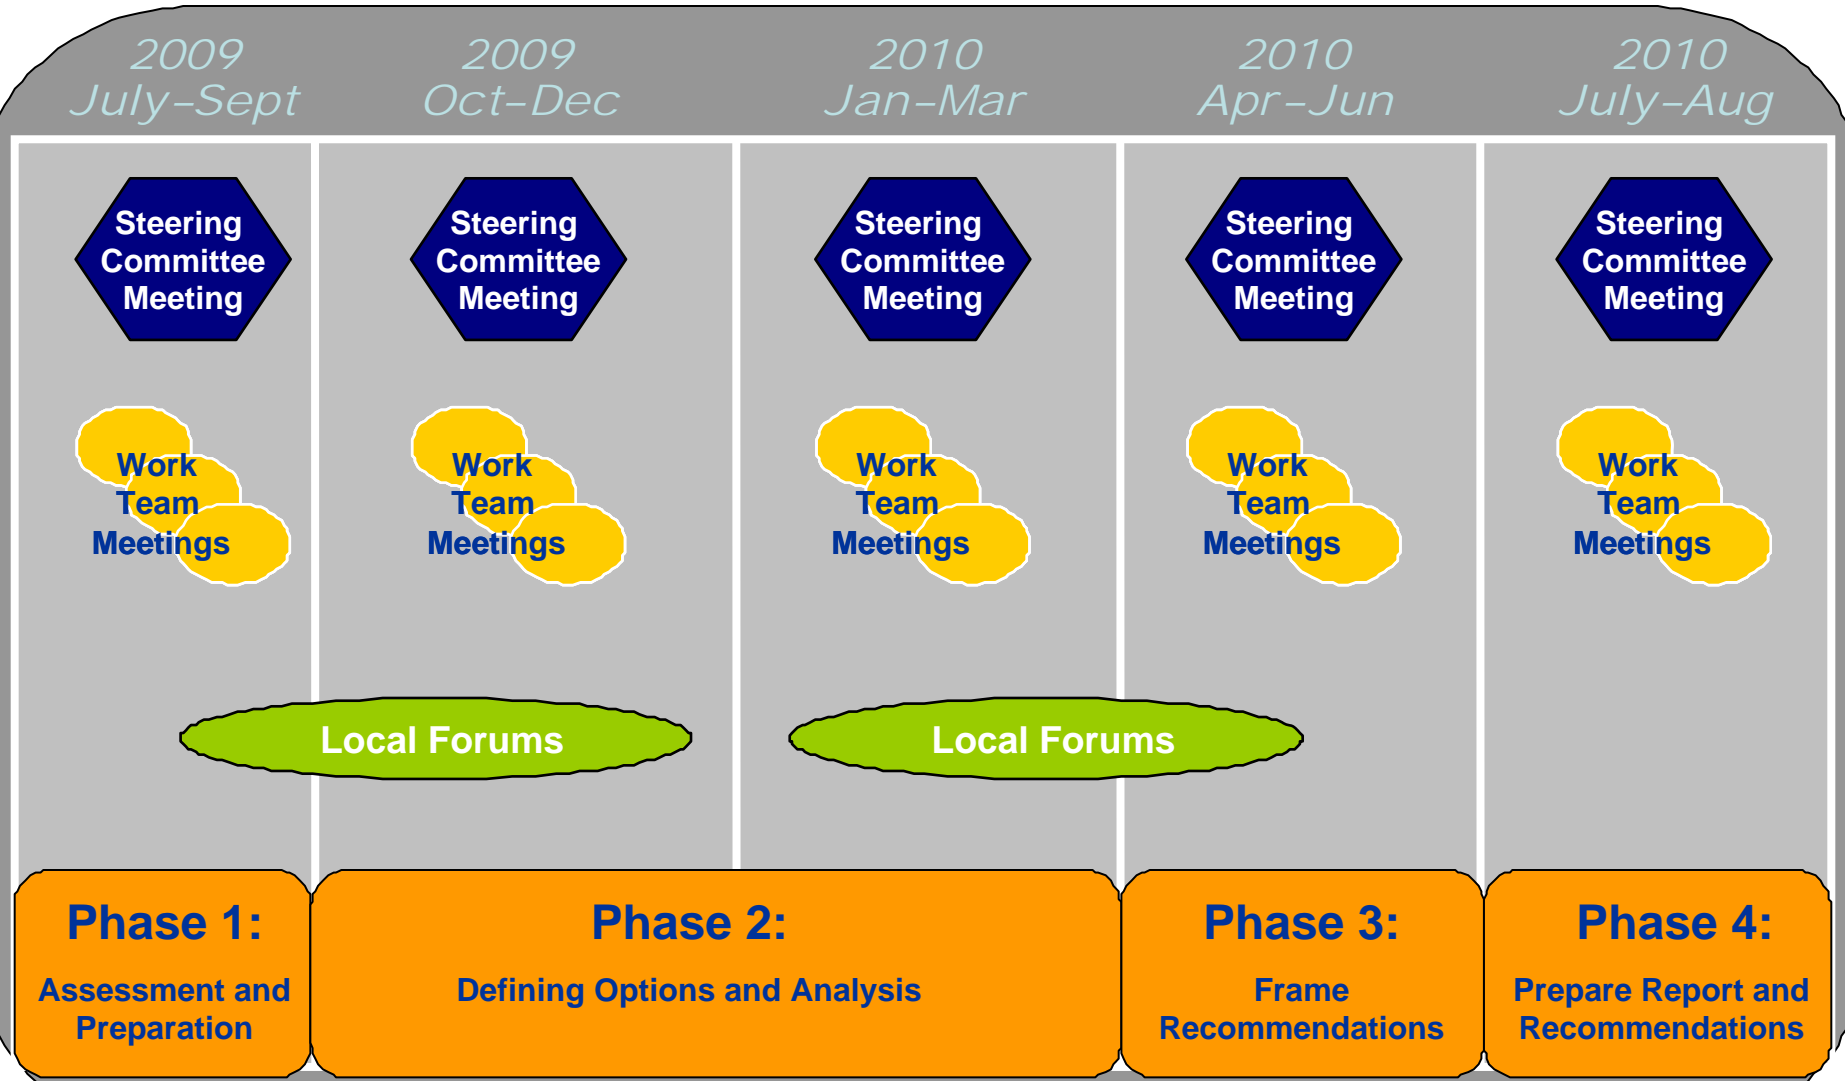 2009
July-Sept
2009
Oct-Dec
2010
Jan-Mar
2010
Apr-Jun
2010
July-Aug
Steering
Committee
Meeting
Steering
Committee
Meeting
Steering
Committee
Meeting
Steering
Committee
Meeting
Steering
Committee
Meeting
Work
Team
Meetings
Work
Team
Meetings
Work
Team
Meetings
Work
Team
Meetings
Work
Team
Meetings
Local Forums
Local Forums
Phase 1:
Assessment and
Preparation
Phase 2:
Defining Options and Analysis
Phase 3:
Frame
Recommendations
Phase 4:
Prepare Report and
Recommendations